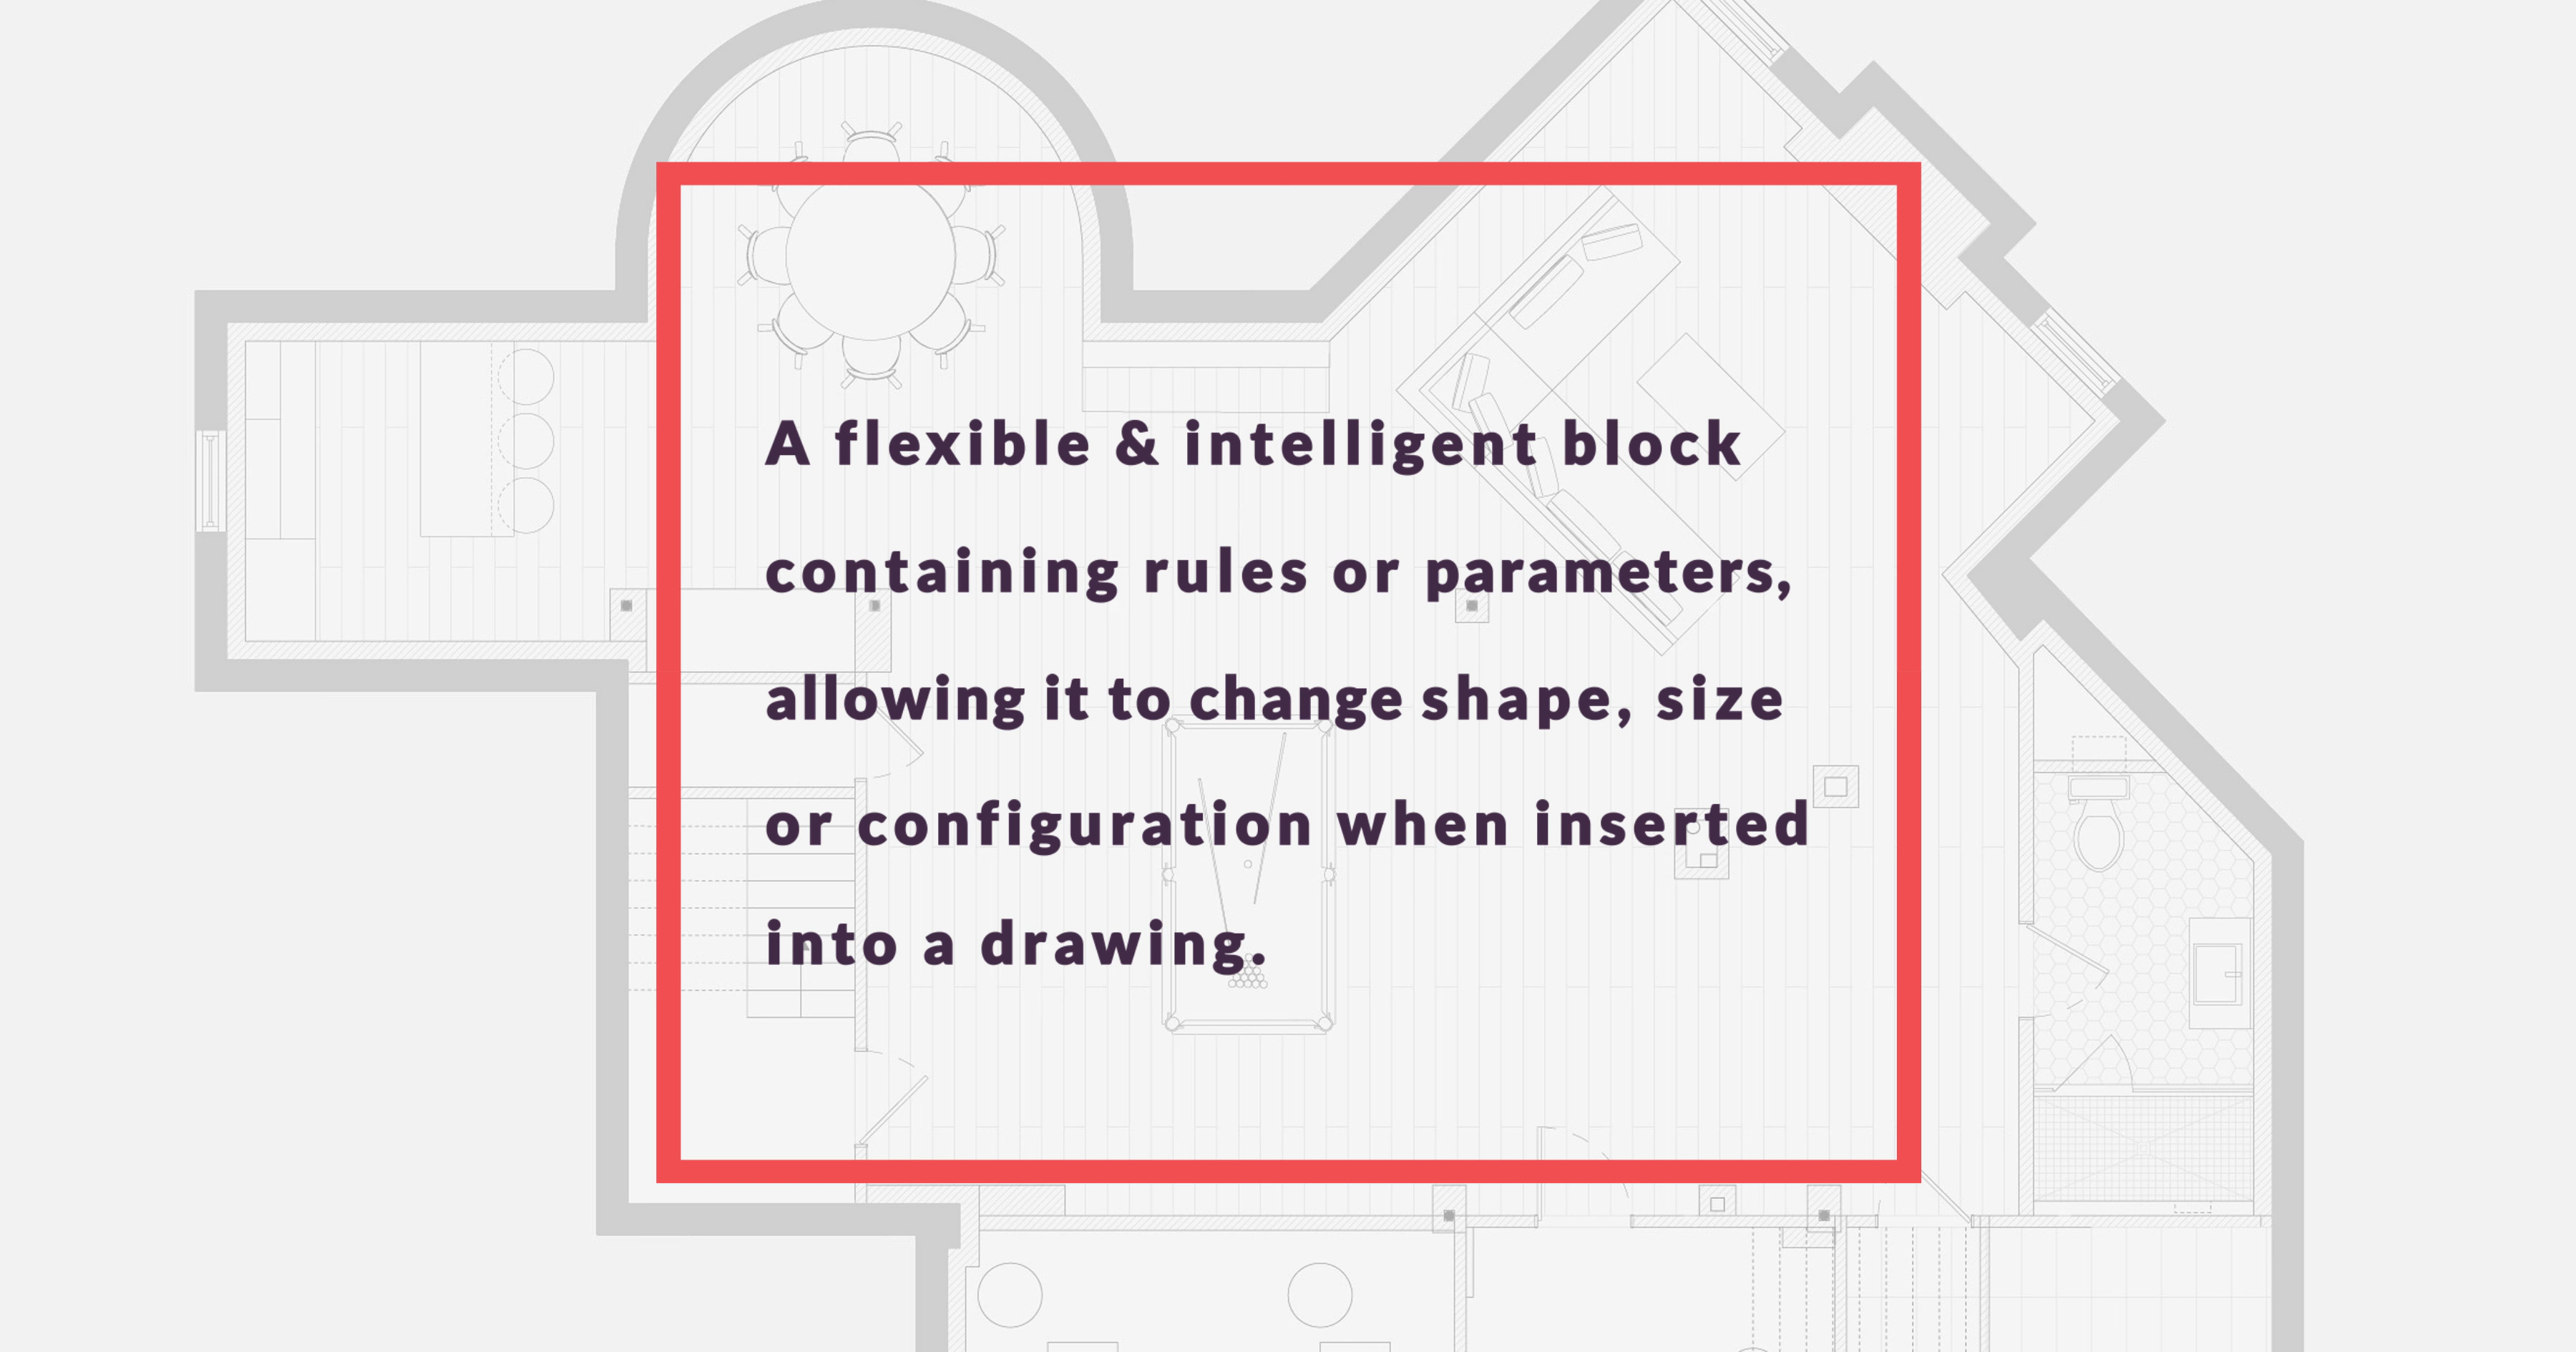 A flexible & intelligent block
containing rules or parameters,
allowing it to change shape, size
or configuration when inserted
into a drawing.